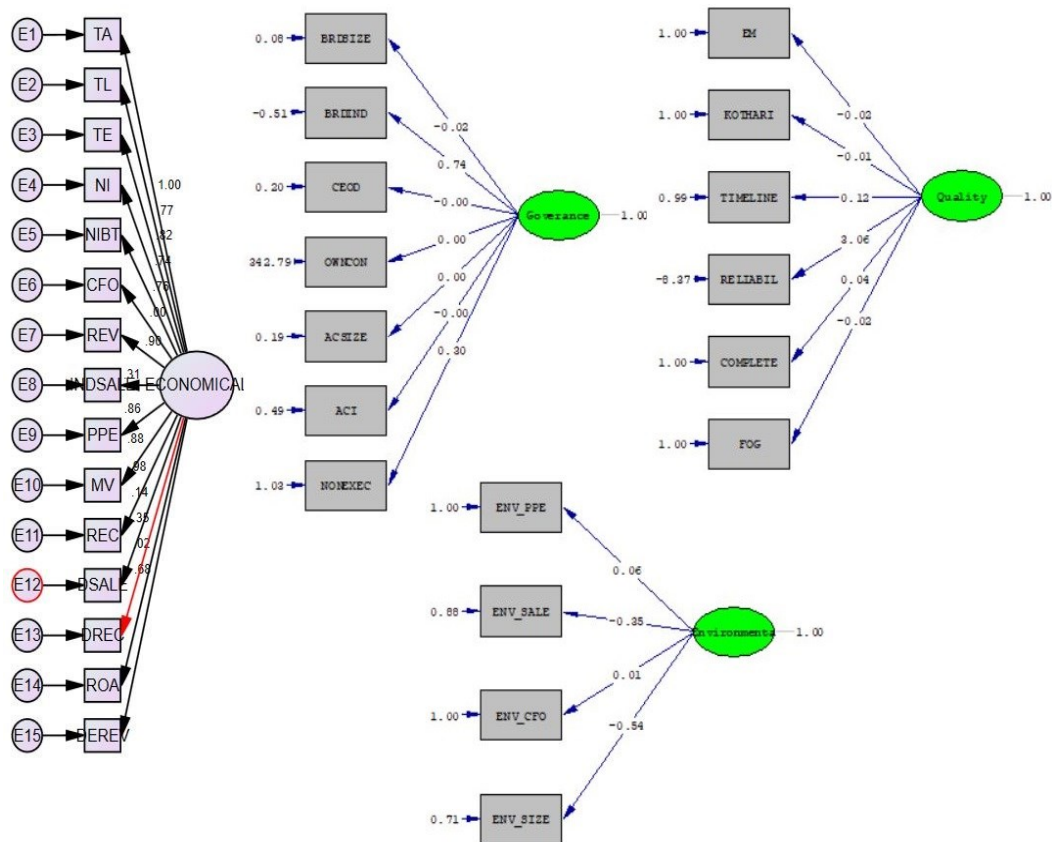 E1
TA
E2
TL
E3
TE
E4
NI
E5
NIBT
E6
CFO
E7
REV
E8
E9
PPE
E10
MV
E11
REC
E12
DSALE
E13
DREC
E14
ROA
E15
DEREV
ECONOMICAL
1.00
.77
.82
.74
.76
.00
.90
.31
.86
.88
.98
.14
.35
.02
.68
0.08
BRDSIZE
-0.51
BRDIND
0.20
CEOD
342.79
OWNCON
0.19
ACSIZE
0.49
ACI
1.03
NONEXEC
-0.02
0.74
-0.00
0.00
0.00
-0.00
0.30
Goverance
1.00
1.00
EM
1.00
KOTHARI
0.99
TIMELINE
-8.37
RELIABIL
1.00
COMPLETE
1.00
FOG
-0.02
-0.01
0.12
3.06
0.04
-0.02
Quality
1.00
1.00
ENV_PPE
0.88
ENV_SALE
1.00
ENV_CFO
0.71
ENV_SIZE
0.06
-0.35
0.01
-0.54
Environmenta
1.00